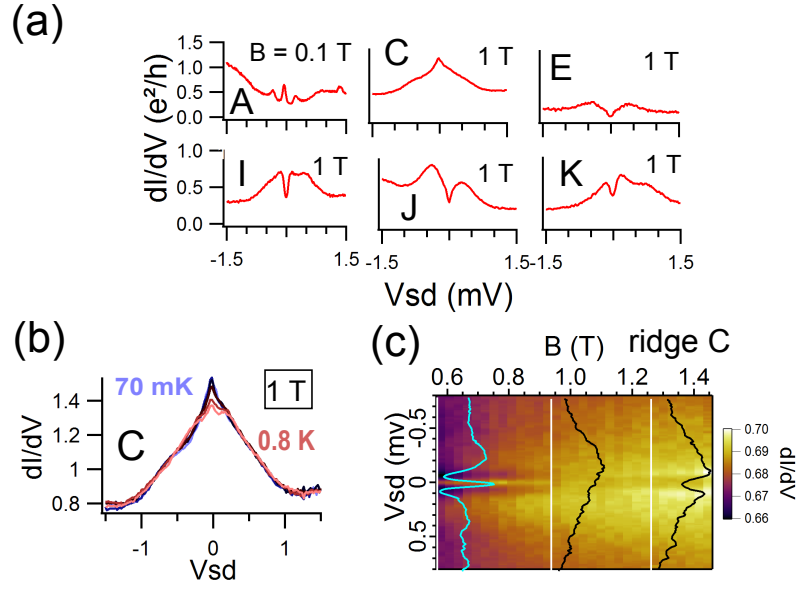 (a)
dI/dV (e²/h)
1.5
1.0
0.5
0.0
B = 0.1 T
A
C
1 T
E
1 T
dI/dV
1.0
0.5
0.0
I
1 T
J
1T
K
1 T
-1.5
1.5
-1.5
1.5
-1.5
1.5
Vsd (mV)
(b)
70 mK
1 T
C
0.8 K
dI/dV
1.4
1.2
1
0.8
-1
0
1
Vsd
(c)
B (T)
ridge C
0.6
0.8
1.0
1.2
1.4
Vsd (mv)
-0.5
0
0.5
0.70
0.69
0.68
0.67
0.66
dI/dV